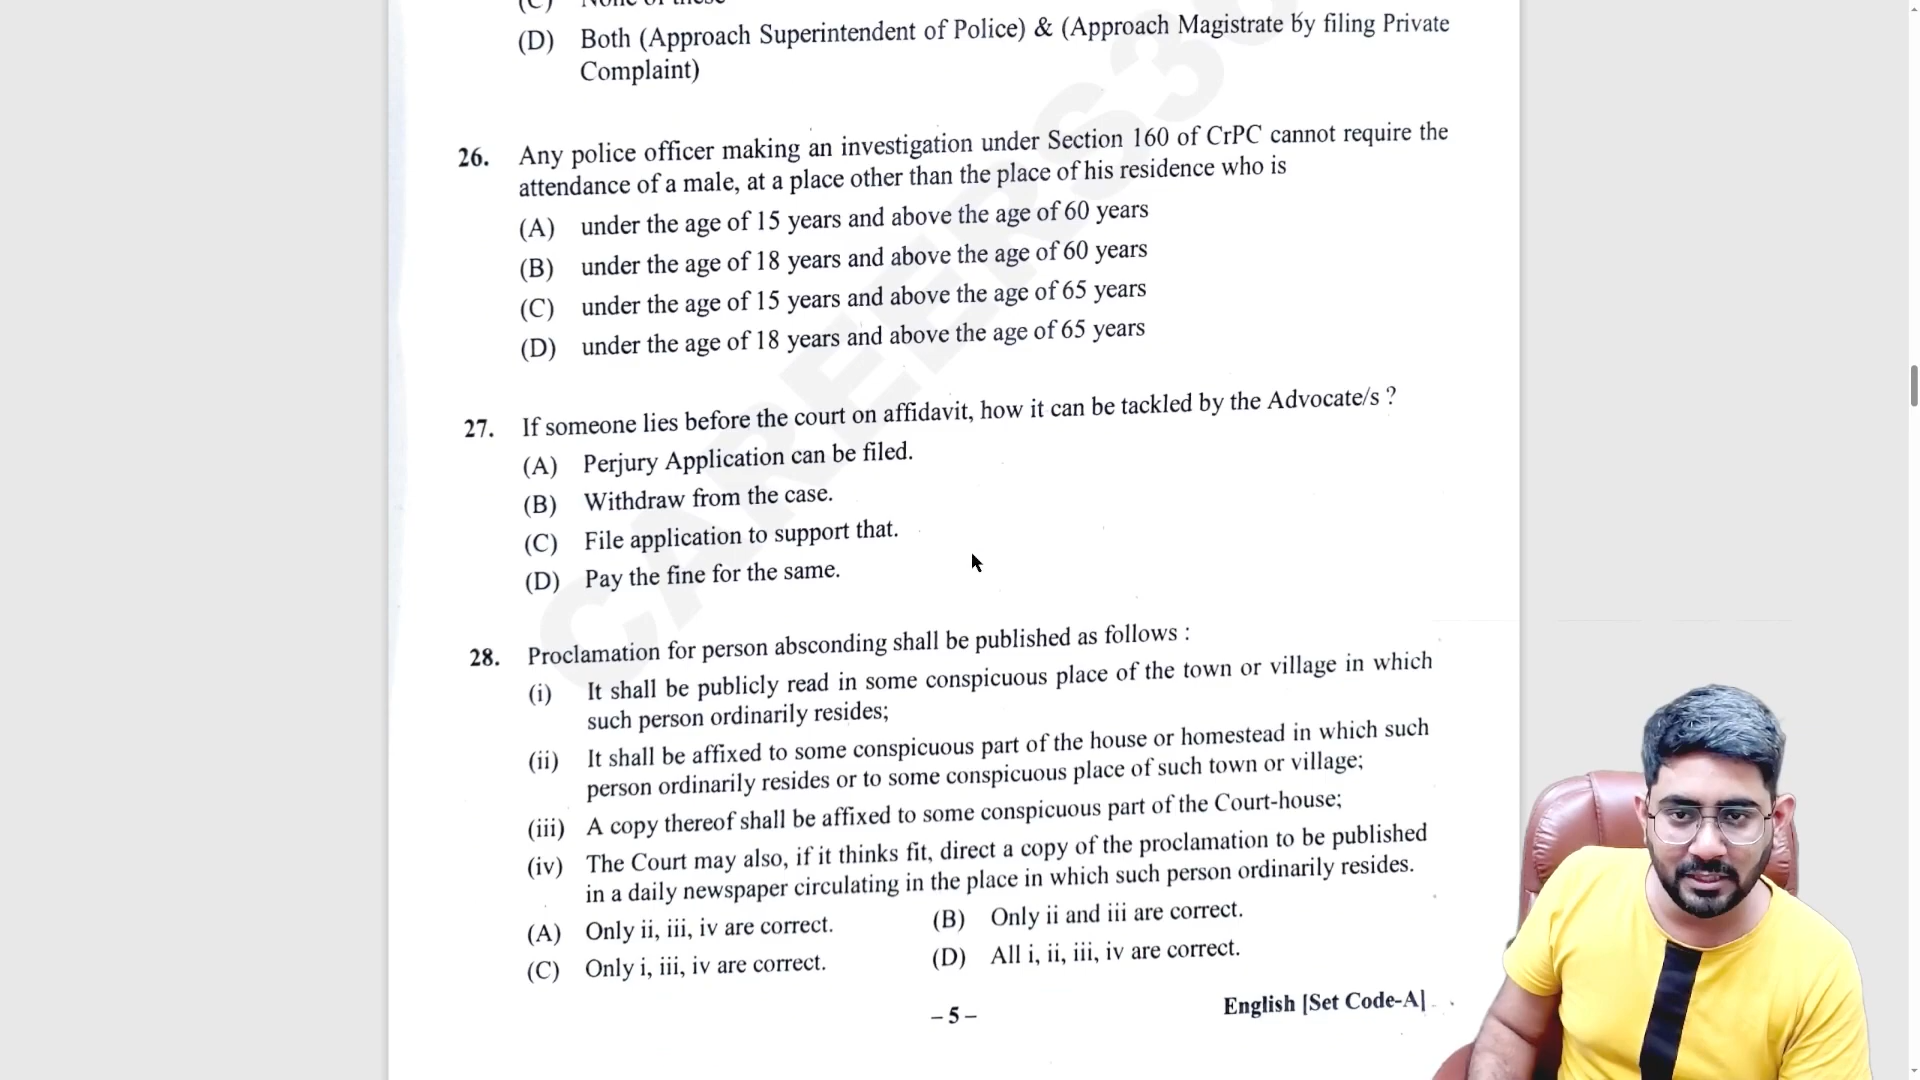 (C) None of these
(D) Both (Approach Superintendent of Police) & (Approach Magistrate by filing Private
Complaint)
26. Any police officer making an investigation under Section 160 of CrPC cannot require the
attendance of a male, at a place other than the place of his residence who is
(A) under the age of 15 years and above the age of 60 years
(B) under the age of 18 years and above the age of 60 years
(C) under the age of 15 years and above the age of 65 years
(D) under the age of 18 years and above the age of 65 years
27. If someone lies before the court on affidavit, how it can be tackled by the Advocate/s ?
(A) Perjury Application can be filed.
(B) Withdraw from the case.
(C) File application to support that.
(D) Pay the fine for the same.
28. Proclamation for person absconding shall be published as follows :
(i) It shall be publicly read in some conspicuous place of the town or village in which
such person ordinarily resides;
(ii) It shall be affixed to some conspicuous part of the house or homestead in which such
person ordinarily resides or to some conspicuous place of such town or village;
(iii) A copy thereof shall be affixed to some conspicuous part of the Court-house;
(iv) The Court may also, if it thinks fit, direct a copy of the proclamation to be published
in a daily newspaper circulating in the place in which such person ordinarily resides.
(A) Only ii, iii, iv are correct. (B) Only ii and iii are correct.
(C) Only i, iii, iv are correct. (D) All i, ii, iii, iv are correct.
– 5 – English [Set Code-A]
CAREERS36